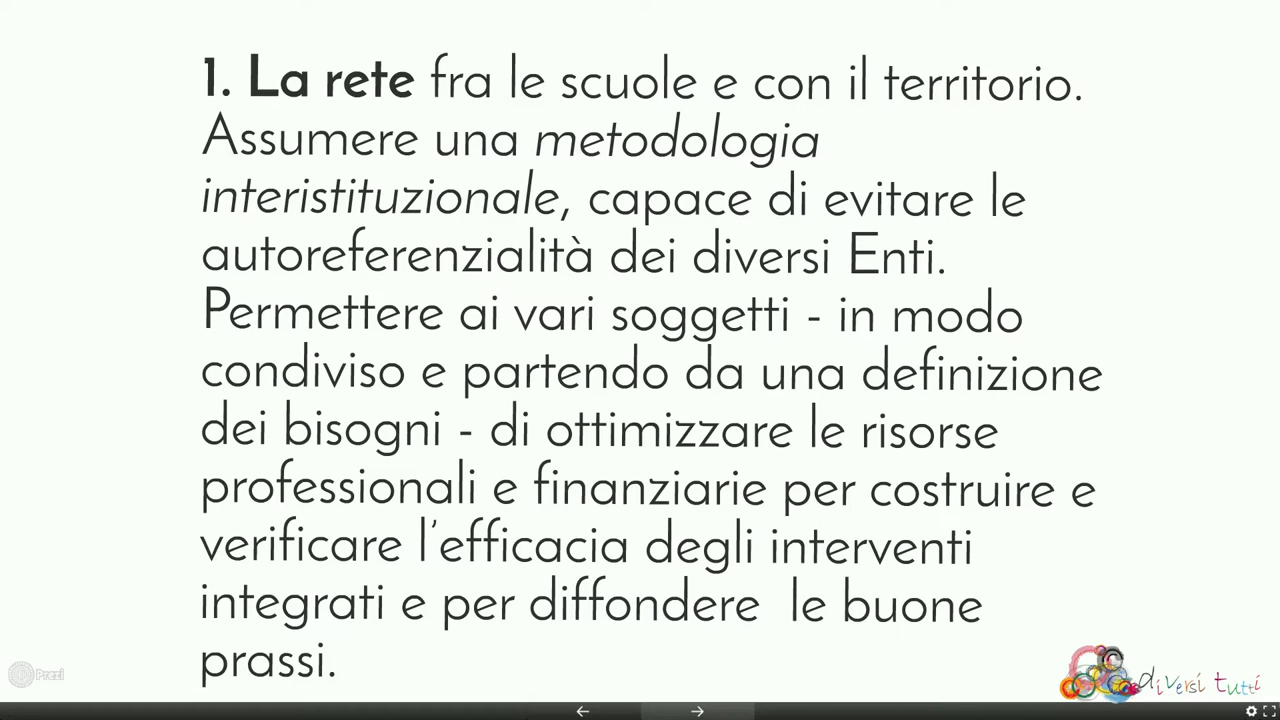 1. La rete fra le scuole e con il territorio.
Assumere una metodologia
interistituzionale, capace di evitare le
autoreferenzialità dei diversi Enti.
Permettere ai vari soggetti - in modo
condiviso e partendo da una definizione
dei bisogni - di ottimizzare le risorse
professionali e finanziarie per costruire e
verificare l'efficacia degli interventi
integrati e per diffondere  le buone
prassi.
Prezi
diversi tutti